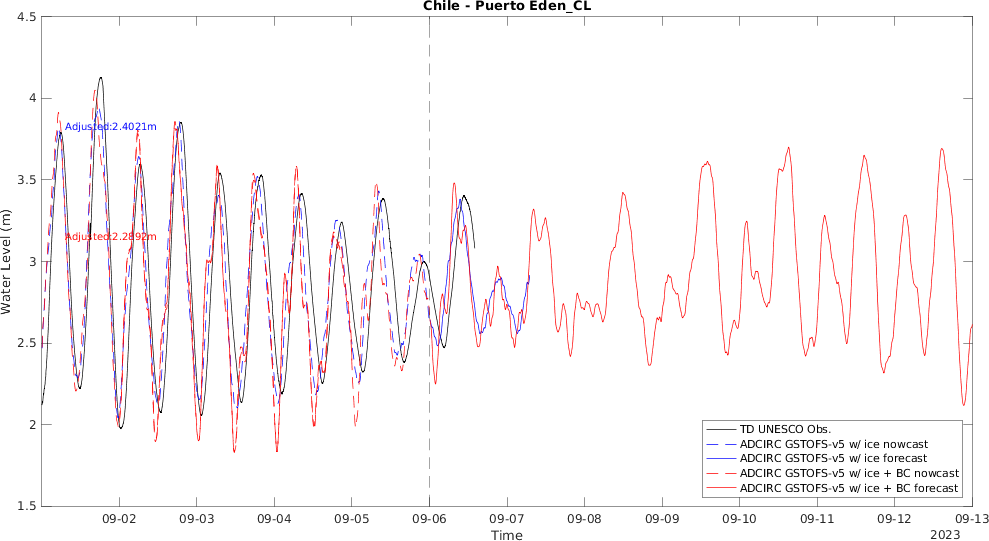 Chile - Puerto Eden_CL
4.5
4
3.5
3
2.5
2
1.5
Water Level (m)
Adjusted:2.4021m
Adjusted:2.2892m
TD UNESCO Obs.
ADCIRC GSTOFS-v5 w/ ice nowcast
ADCIRC GSTOFS-v5 w/ ice forecast
ADCIRC GSTOFS-v5 w/ ice + BC nowcast
ADCIRC GSTOFS-v5 w/ ice + BC forecast
09-02 09-03 09-04 09-05 09-06 09-07 09-08 09-09 09-10 09-11 09-12 09-13
Time
2023